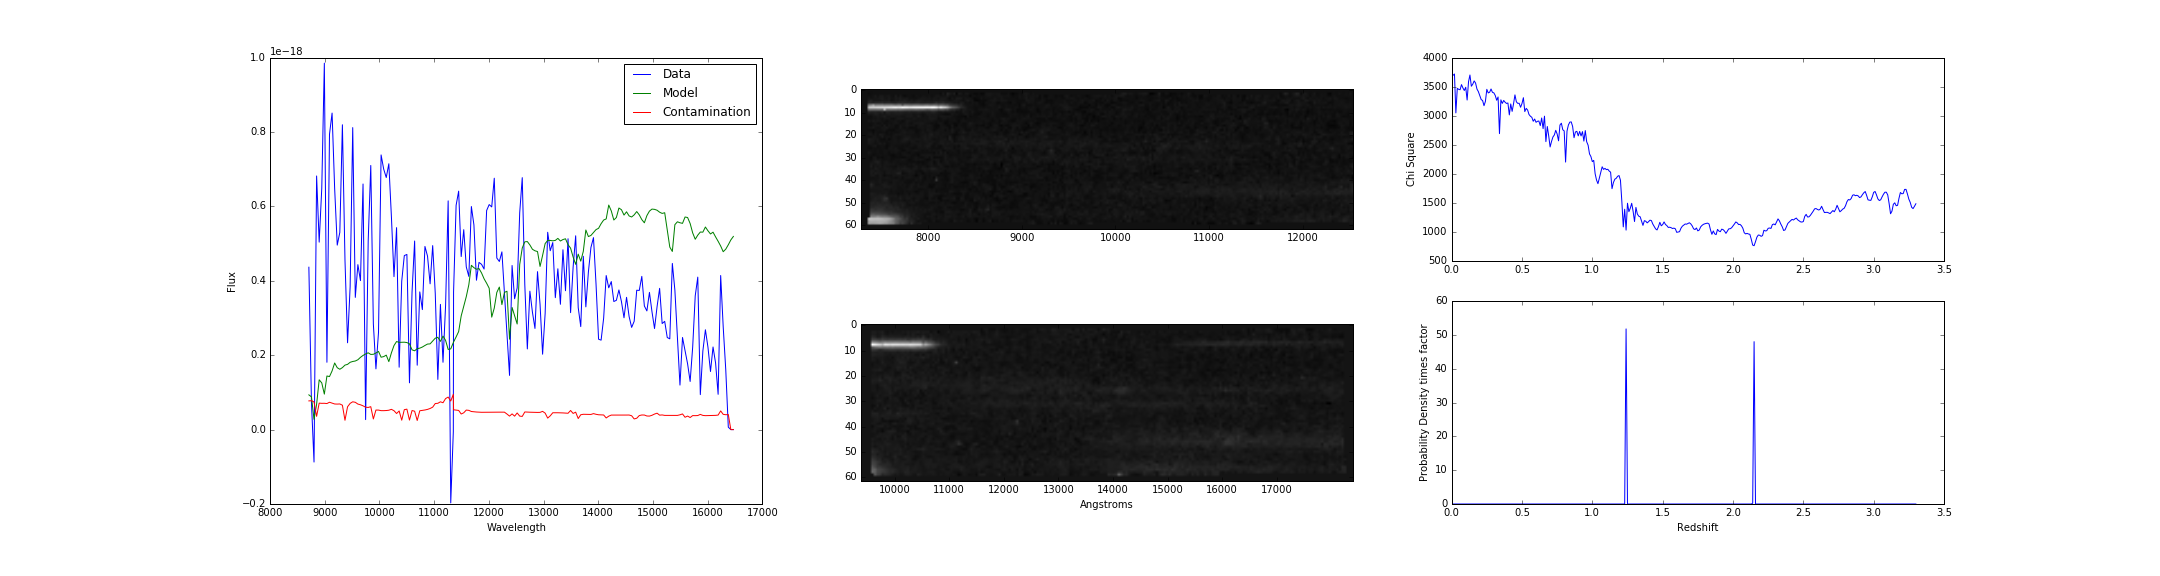 1e−18
1.0
0.8
0.6
0.4
0.2
0.0
−0.2
Flux
Data
Model
Contamination
8000 9000 10000 11000 12000 13000 14000 15000 16000 17000
Wavelength
0
10
20
30
40
50
60
8000 9000 10000 11000 12000
0
10
20
30
40
50
60
10000 11000 12000 13000 14000 15000 16000 17000
Angstroms
4000
3500
3000
2500
2000
1500
1000
500
Chi Square
0.0 0.5 1.0 1.5 2.0 2.5 3.0 3.5
60
50
40
30
20
10
0
Probability Density times factor
0.0 0.5 1.0 1.5 2.0 2.5 3.0 3.5
Redshift